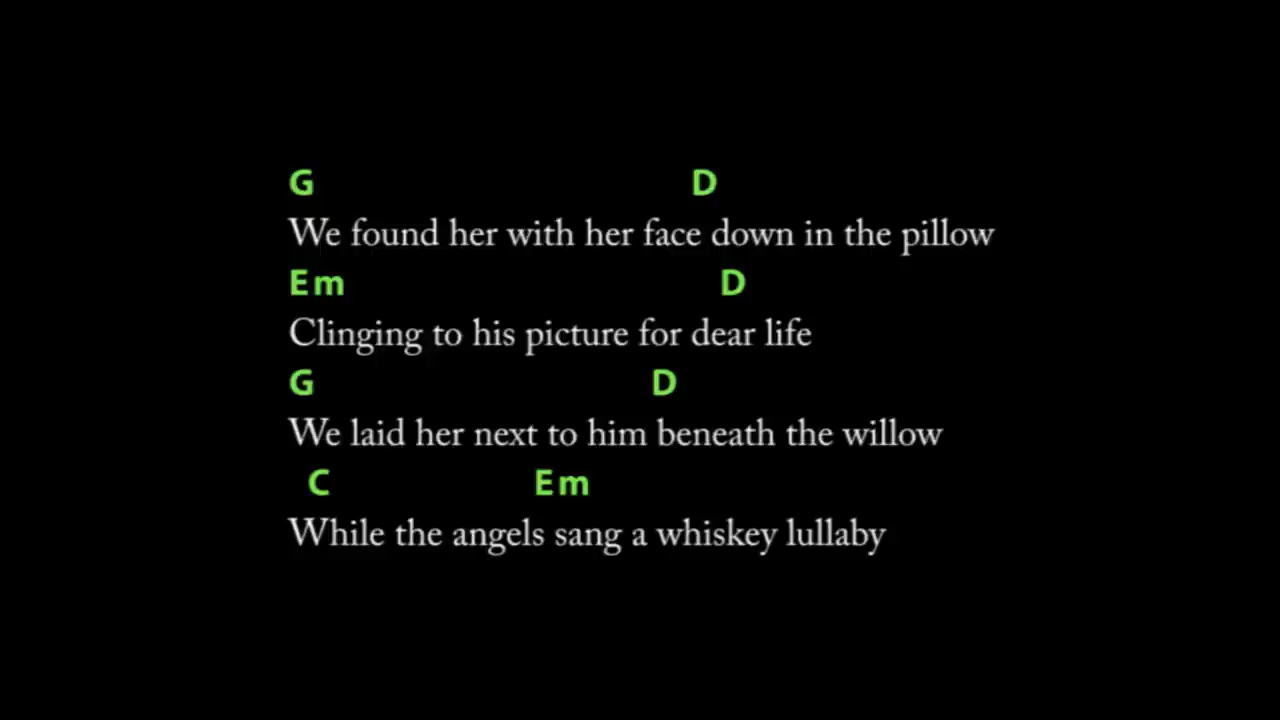 G D
We found her with her face down in the pillow
Em D
Clinging to his picture for dear life
G D
We laid her next to him beneath the willow
C Em
While the angels sang a whiskey lullaby